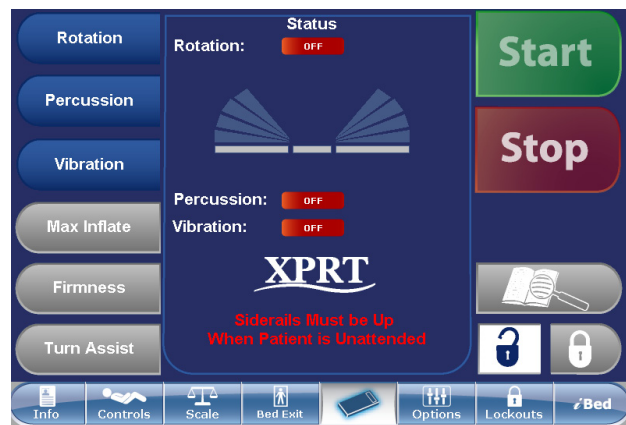 Rotation
Percussion
Vibration
Max Inflate
Firmness
Turn Assist
Status
Rotation: OFF
Percussion: OFF
Vibration: OFF
XPRT
Siderails Must be Up
When Patient is Unattended
Start
Stop
Info
Controls
Scale
Bed Exit
Options
Lockouts
iBed